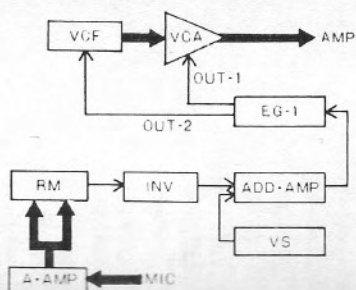 VCF
VCA
AMP
OUT-1
OUT-2
EG-1
RM
INV
ADD-AMP
VS
A-AMP
MIC